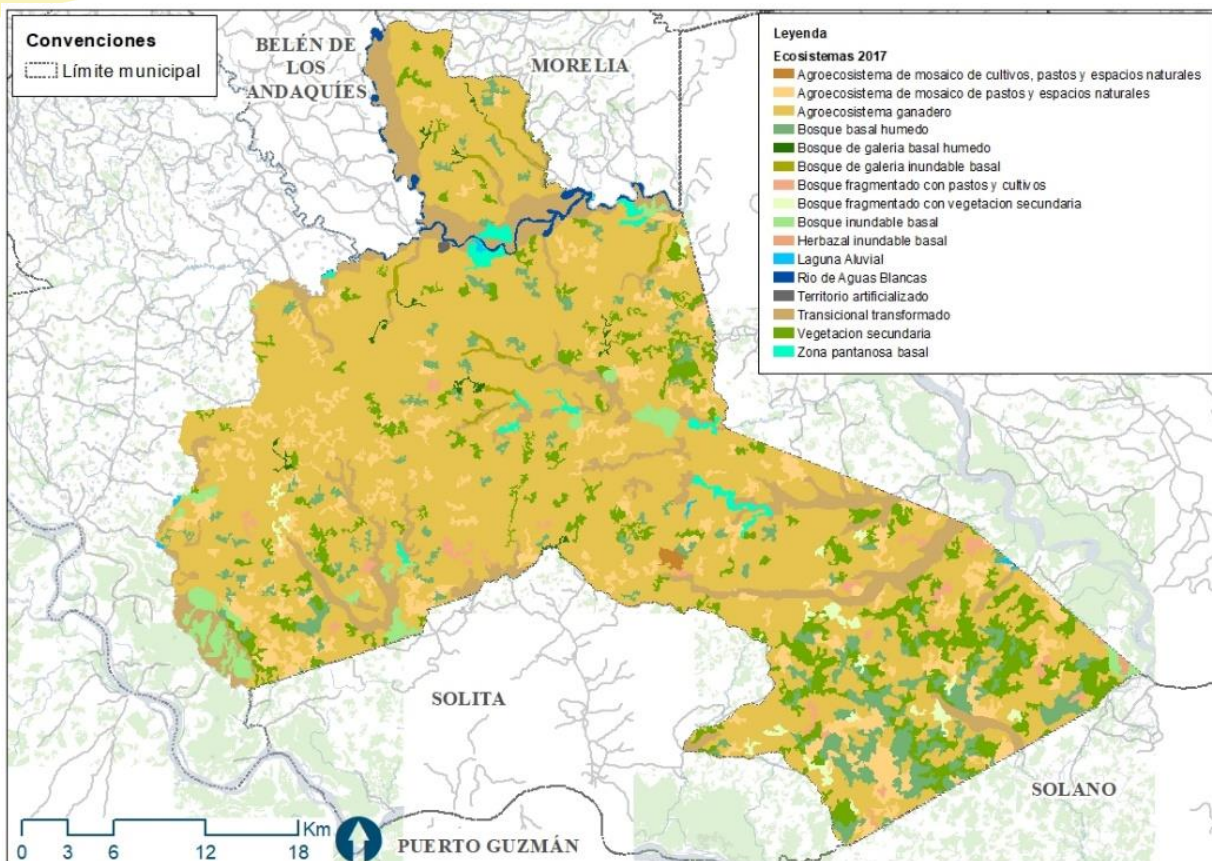 Convenciones
Límite municipal
BELÉN DE
LOS
ANDAQUÍES
MORELIA
Leyenda
Ecosistemas 2017
Agroecosistema de mosaico de cultivos, pastos y espacios naturales
Agroecosistema de mosaico de pastos y espacios naturales
Agroecosistema ganadero
Bosque basal humedo
Bosque de galeria basal humedo
Bosque de galeria inundable basal
Bosque fragmentado con pastos y cultivos
Bosque fragmentado con vegetacion secundaria
Bosque inundable basal
Herbazal inundable basal
Laguna Aluvial
Rio de Aguas Blancas
Territorio artificializado
Transicional transformado
Vegetacion secundaria
Zona pantanosa basal
SOLITA
SOLANO
PUERTO GUZMÁN
Km
0 3 6 12 18